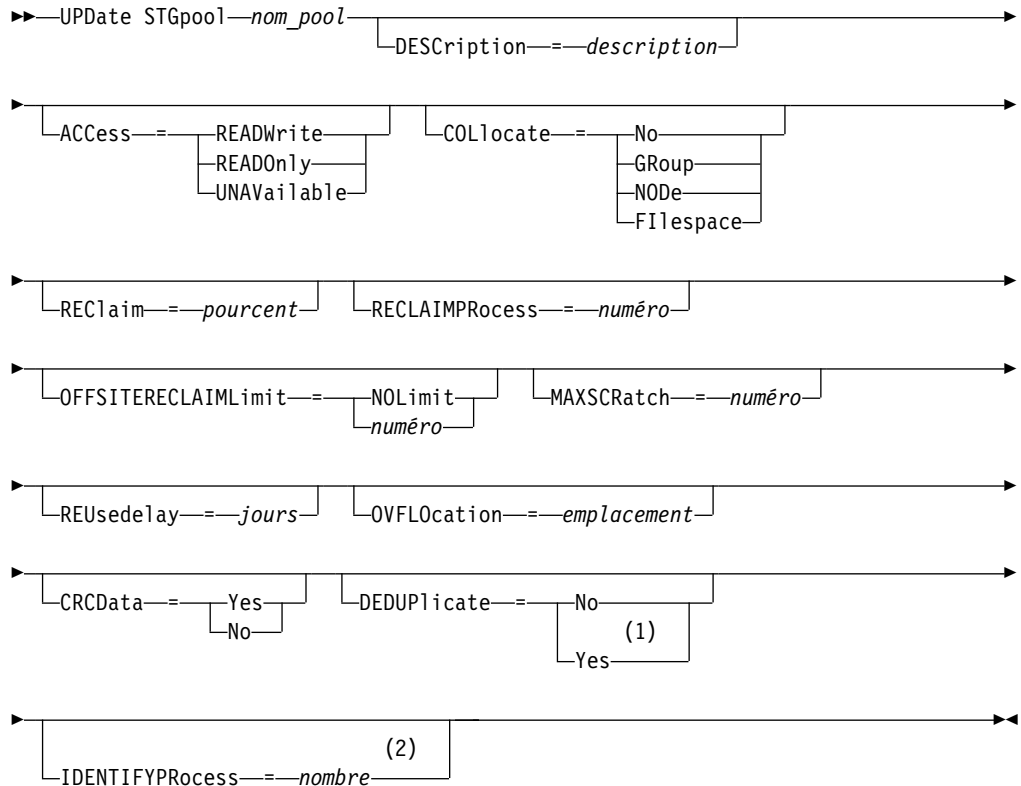 UPDate STGpool nom_pool
DESCription = description
ACCess = READWrite
READOnly
UNAVailable
COLlocate = No
GRoup
NODe
FIlespace
REClaim = pourcent
RECLAIMPRocess = numéro
OFFSITERECLAIMLimit = NOLimit
numéro
MAXSCRatch = numéro
REUsedelay = jours
OVFLOcation = emplacement
CRCData = Yes
No
DEDUPlicate = No
(1)
Yes
(2)
IDENTIFYPRocess = nombre